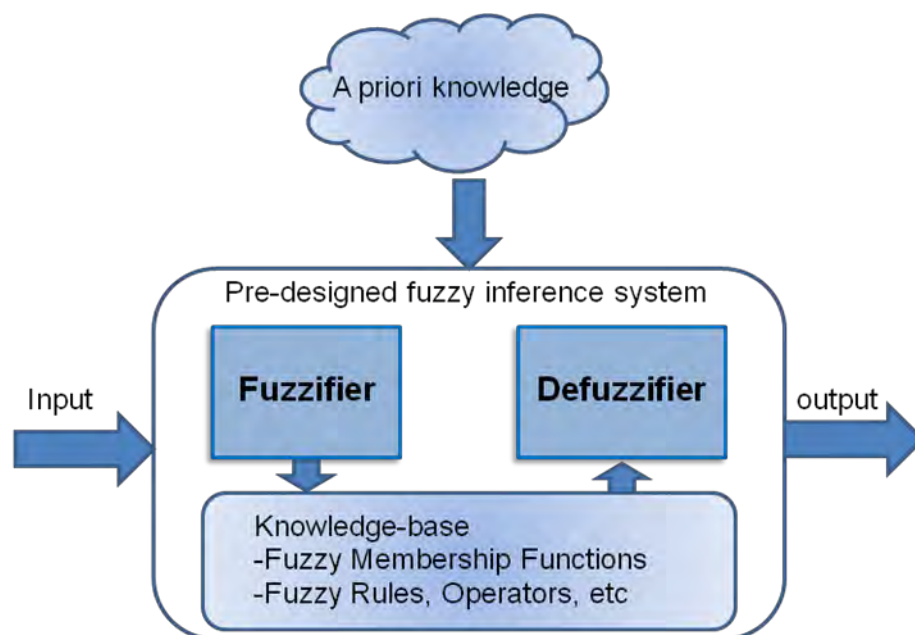 A priori knowledge
Pre-designed fuzzy inference system
Fuzzifier
Defuzzifier
Input
output
Knowledge-base
-Fuzzy Membership Functions
-Fuzzy Rules, Operators, etc